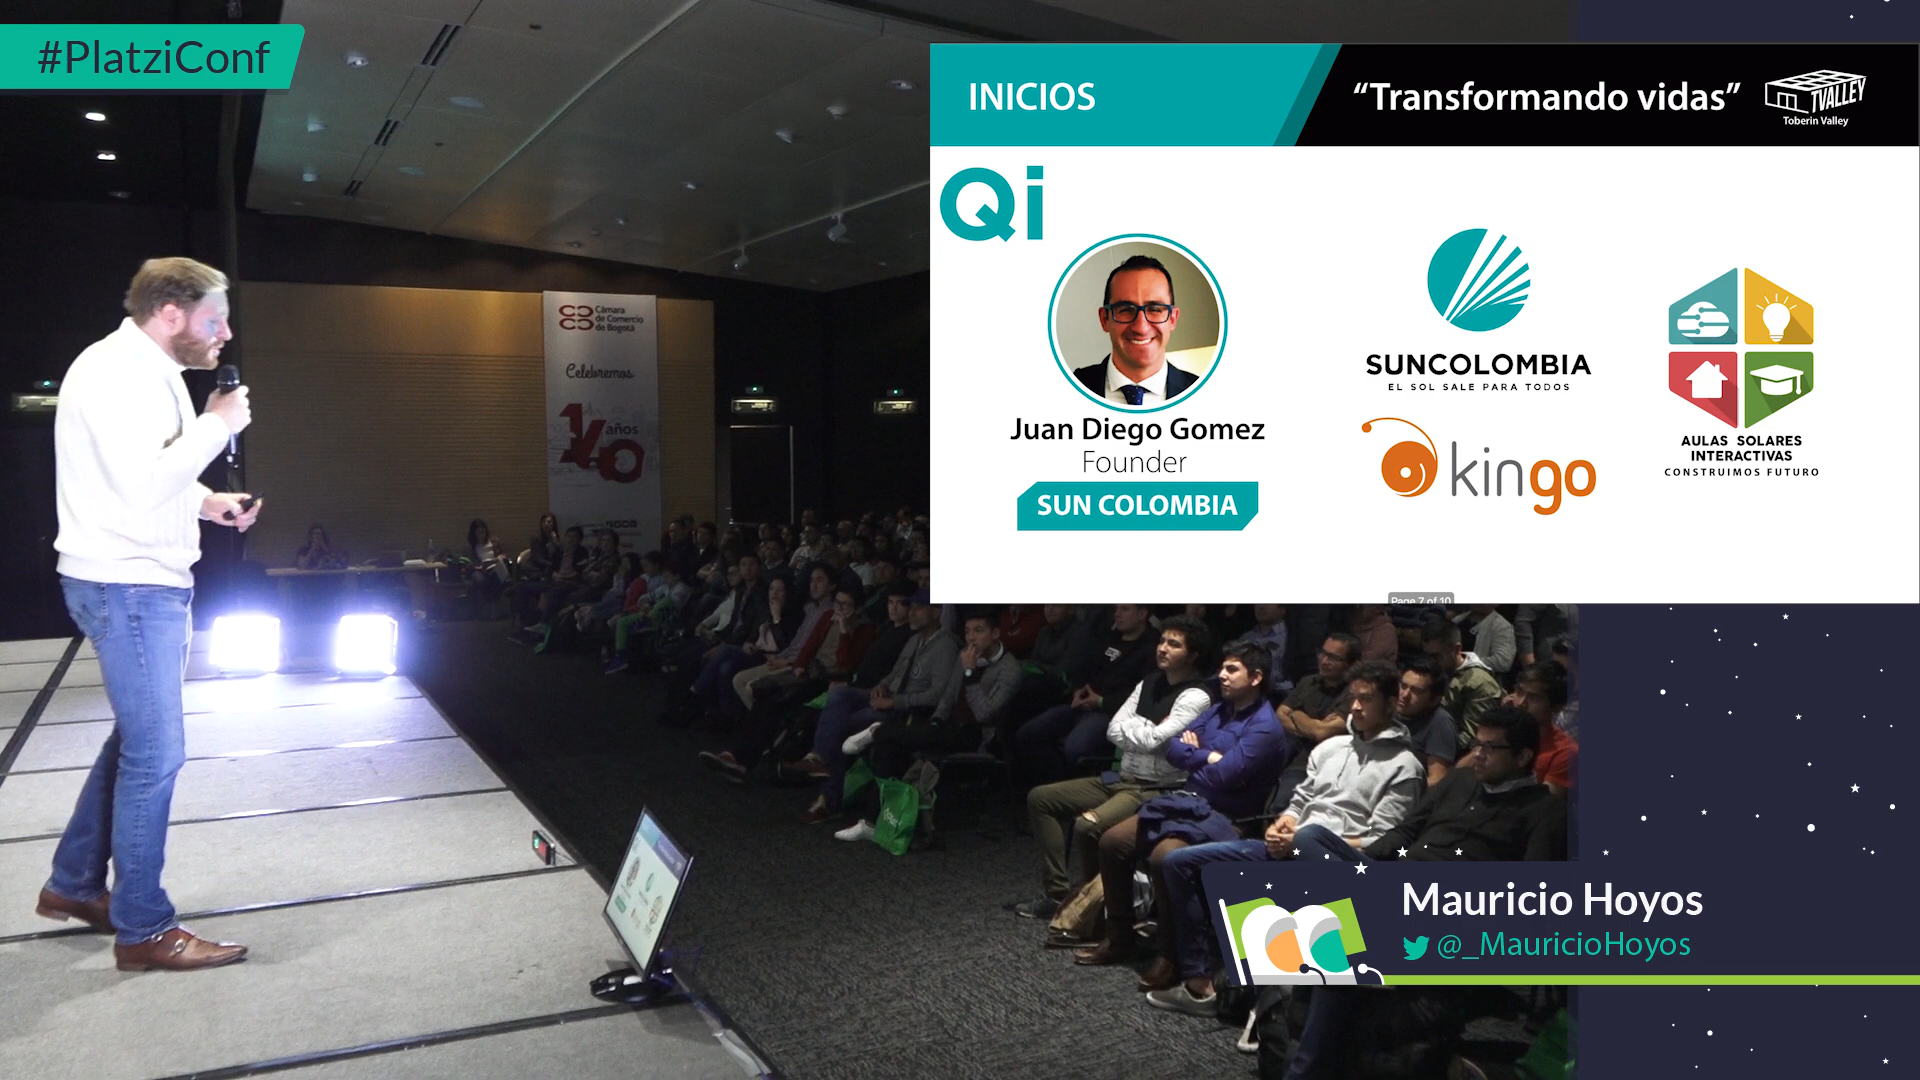 #PlatziConf
INICIOS
“Transformando vidas”
TVALLEY
Toberin Valley
Qi
Juan Diego Gomez
Founder
SUN COLOMBIA
SUNCOLOMBIA
EL SOL SALE PARA TODOS
kingo
AULAS SOLARES
INTERACTIVAS
CONSTRUIMOS FUTURO
Page 7 of 10
Cámara
de Comercio
de Bogotá
Celebremos
140
años
Mauricio Hoyos
@_MauricioHoyos